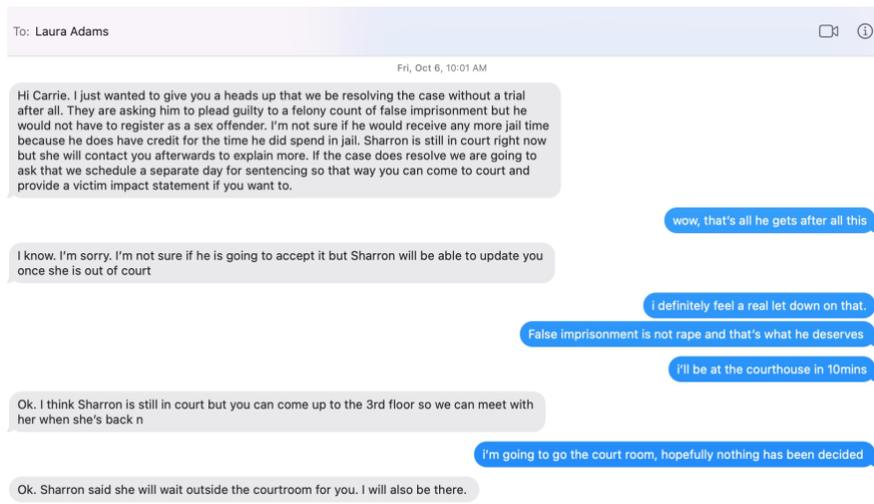 To: Laura Adams
Fri, Oct 6, 10:01 AM
Hi Carrie. I just wanted to give you a heads up that we be resolving the case without a trial
after all. They are asking him to plead guilty to a felony count of false imprisonment but he
would not have to register as a sex offender. I'm not sure if he would receive any more jail time
because he does have credit for the time he did spend in jail. Sharron is still in court right now
but she will contact you afterwards to explain more. If the case does resolve we are going to
ask that we schedule a separate day for sentencing so that way you can come to court and
provide a victim impact statement if you want to.
wow, that's all he gets after all this
I know. I'm sorry. I'm not sure if he is going to accept it but Sharron will be able to update you
once she is out of court
i definitely feel a real let down on that.
False imprisonment is not rape and that's what he deserves
i'll be at the courthouse in 10mins
Ok. I think Sharron is still in court but you can come up to the 3rd floor so we can meet with
her when she's back n
i'm going to go the court room, hopefully nothing has been decided
Ok. Sharron said she will wait outside the courtroom for you. I will also be there.